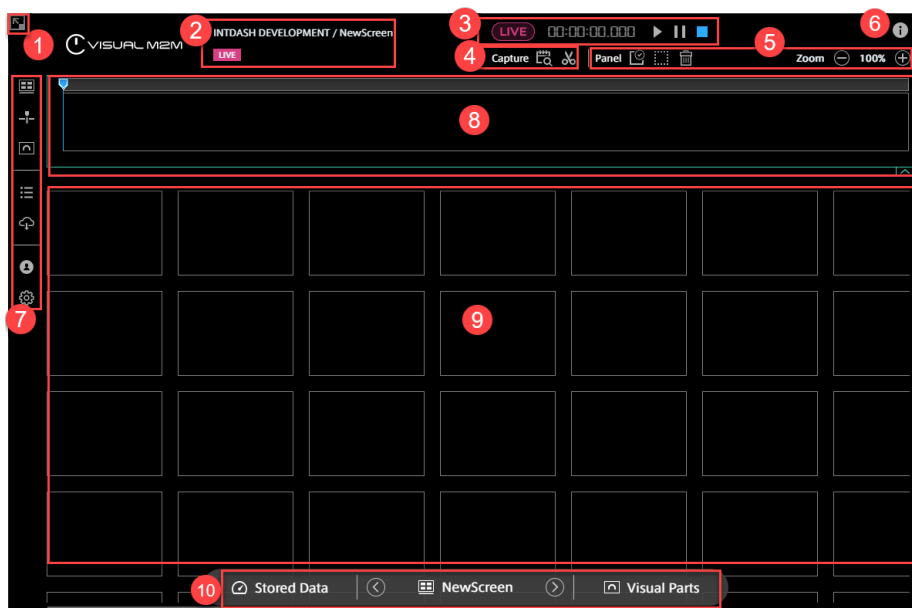 1
VISUAL M2M
2
INTDASH DEVELOPMENT / NewScreen
LIVE
3
LIVE 00:00:00.000
4
Capture
Panel
5
Zoom 100%
6
7
8
9
10
Stored Data
NewScreen
Visual Parts